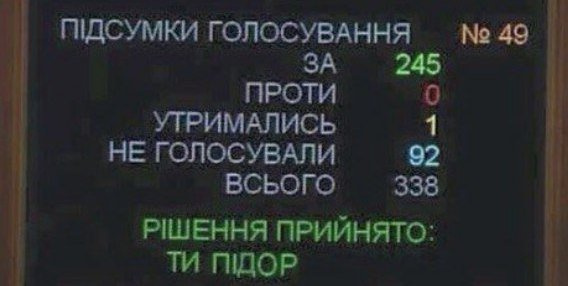 ПІДСУМКИ ГОЛОСУВАННЯ № 49
ЗА 245
ПРОТИ 0
УТРИМАЛИСЬ 1
НЕ ГОЛОСУВАЛИ 92
ВСЬОГО 338
РІШЕННЯ ПРИЙНЯТО:
ТИ ПІДОР